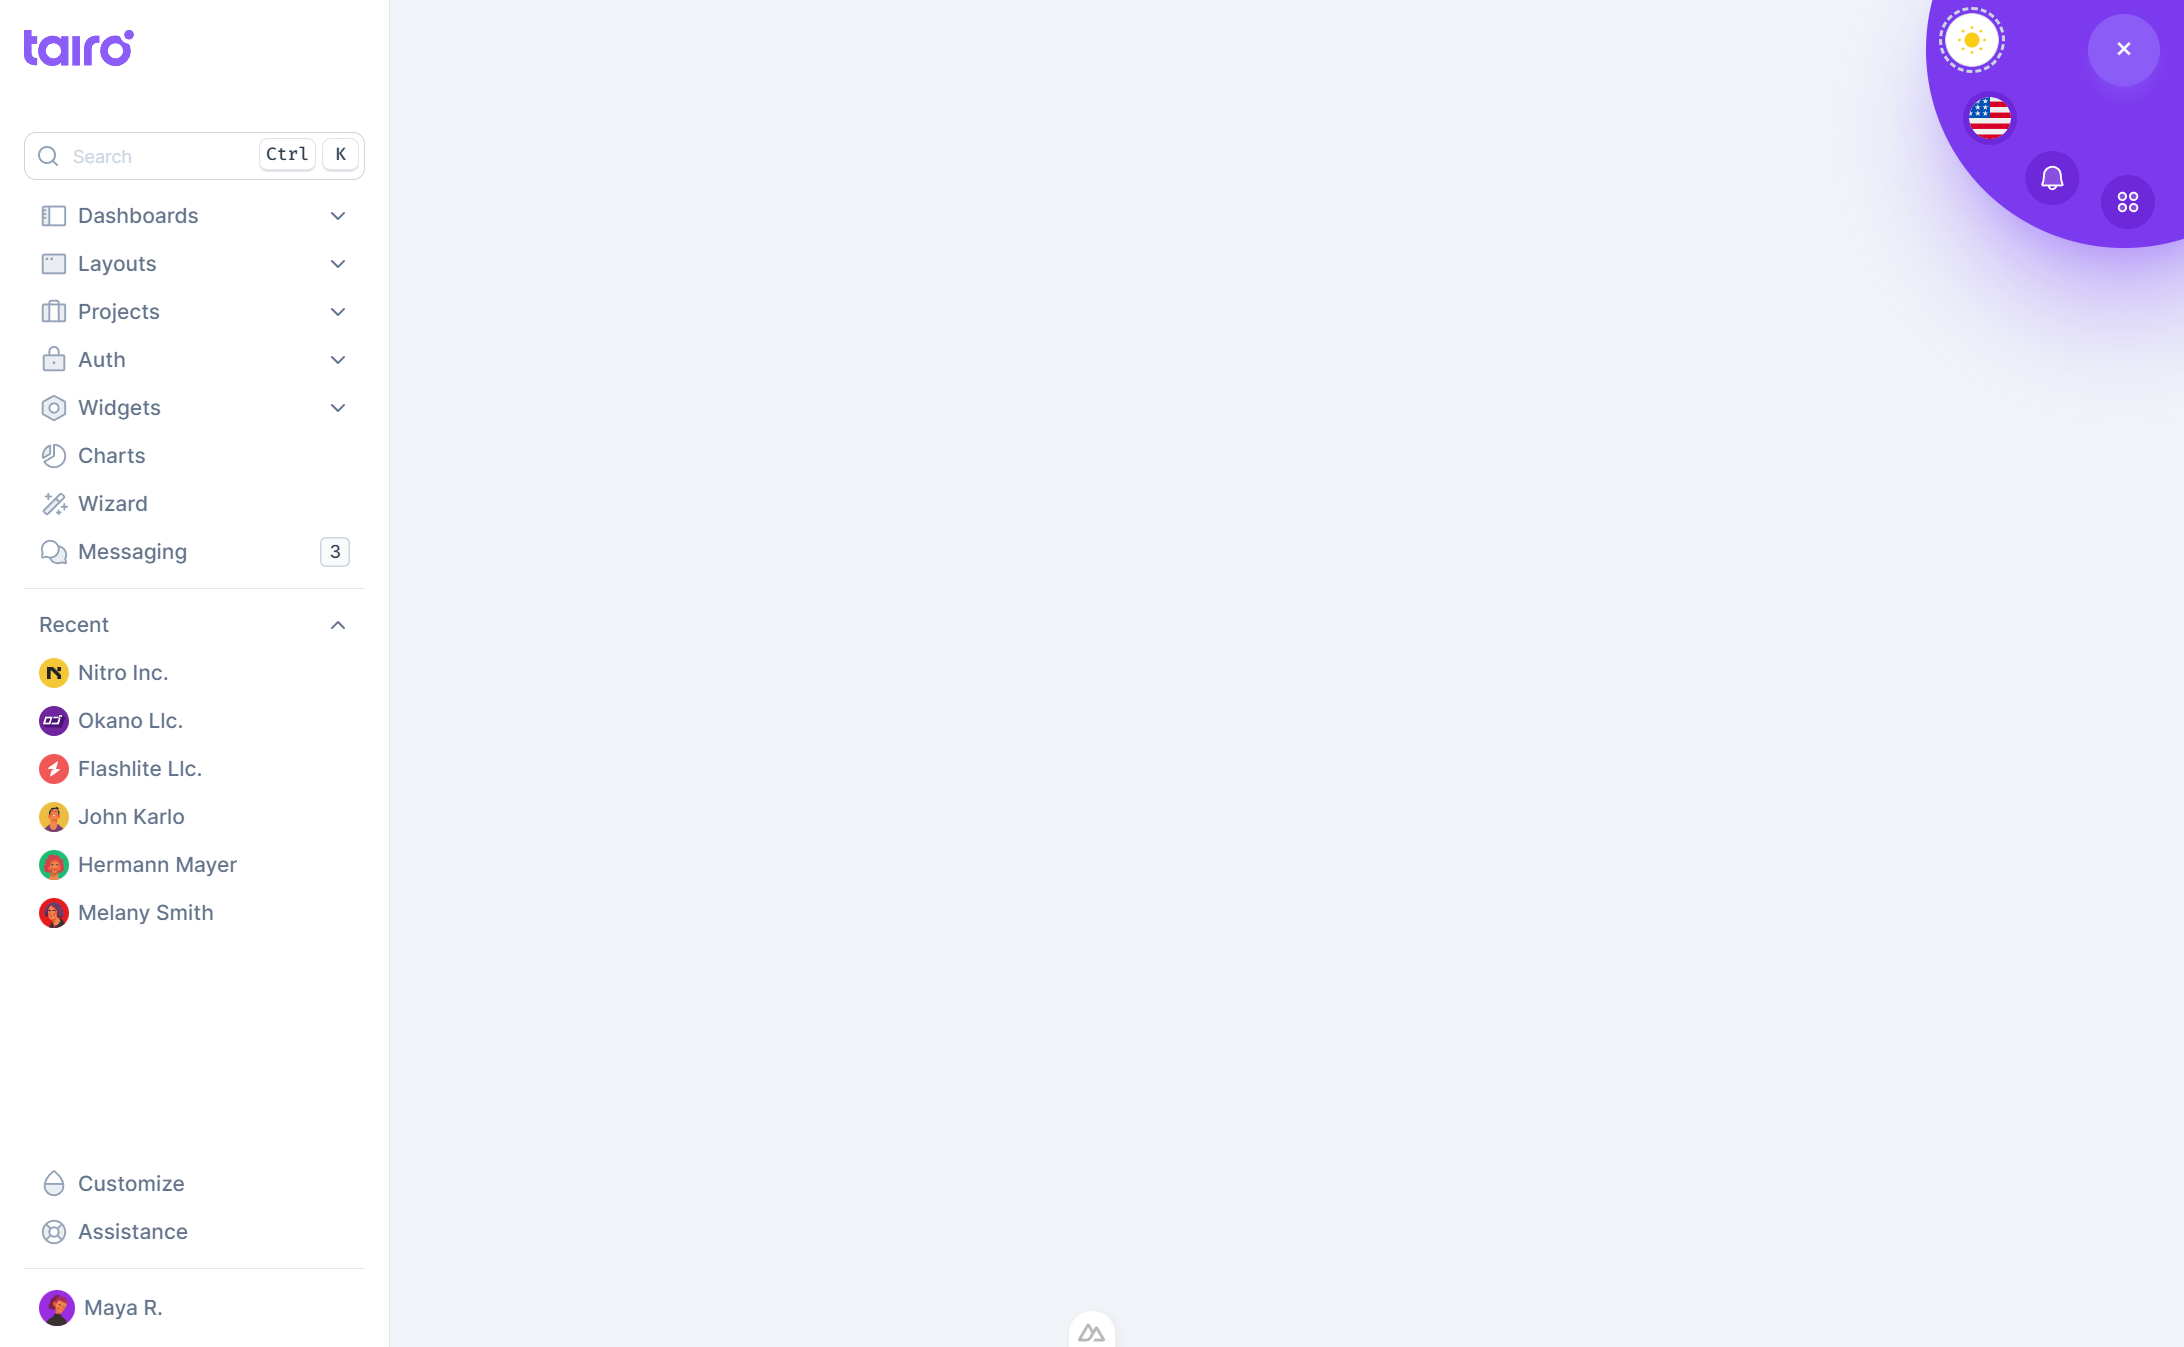 tairo
Search
Ctrl K
Dashboards
Layouts
Projects
Auth
Widgets
Charts
Wizard
Messaging 3
Recent
Nitro Inc.
Okano Llc.
Flashlite Llc.
John Karlo
Hermann Mayer
Melany Smith
Customize
Assistance
Maya R.